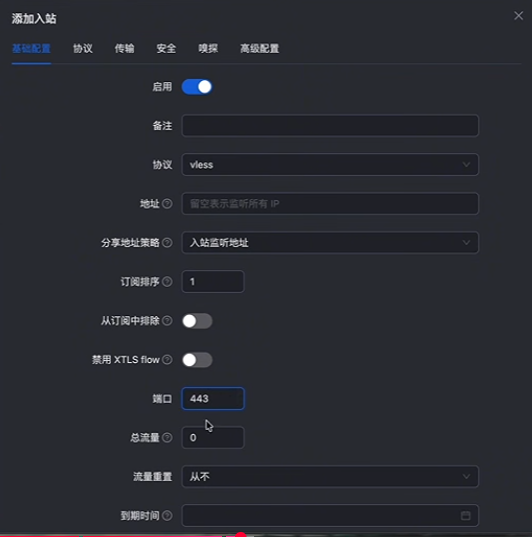 添加入站
基础配置 协议 传输 安全 嗅探 高级配置
启用
备注
协议 vless
地址 留空表示监听所有 IP
分享地址策略 入站监听地址
订阅排序 1
从订阅中排除
禁用 XTLS flow
端口 443
总流量 0
流量重置 从不
到期时间